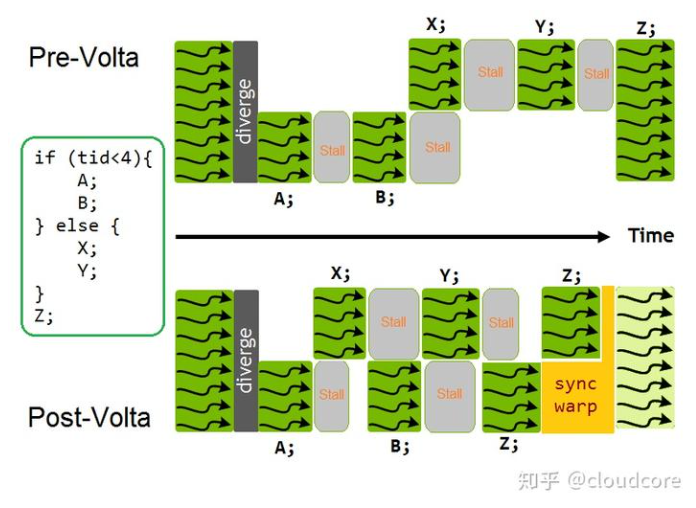 X;
Y;
Z;
Pre-Volta
diverge
Stall
Stall
Stall
Stall
A;
B;
if (tid<4){
A;
B;
} else {
X;
Y;
}
Z;
Time
X;
Y;
Z;
diverge
Stall
Stall
Stall
Stall
sync
warp
Post-Volta
A;
B;
Z;
知乎 @cloudcore